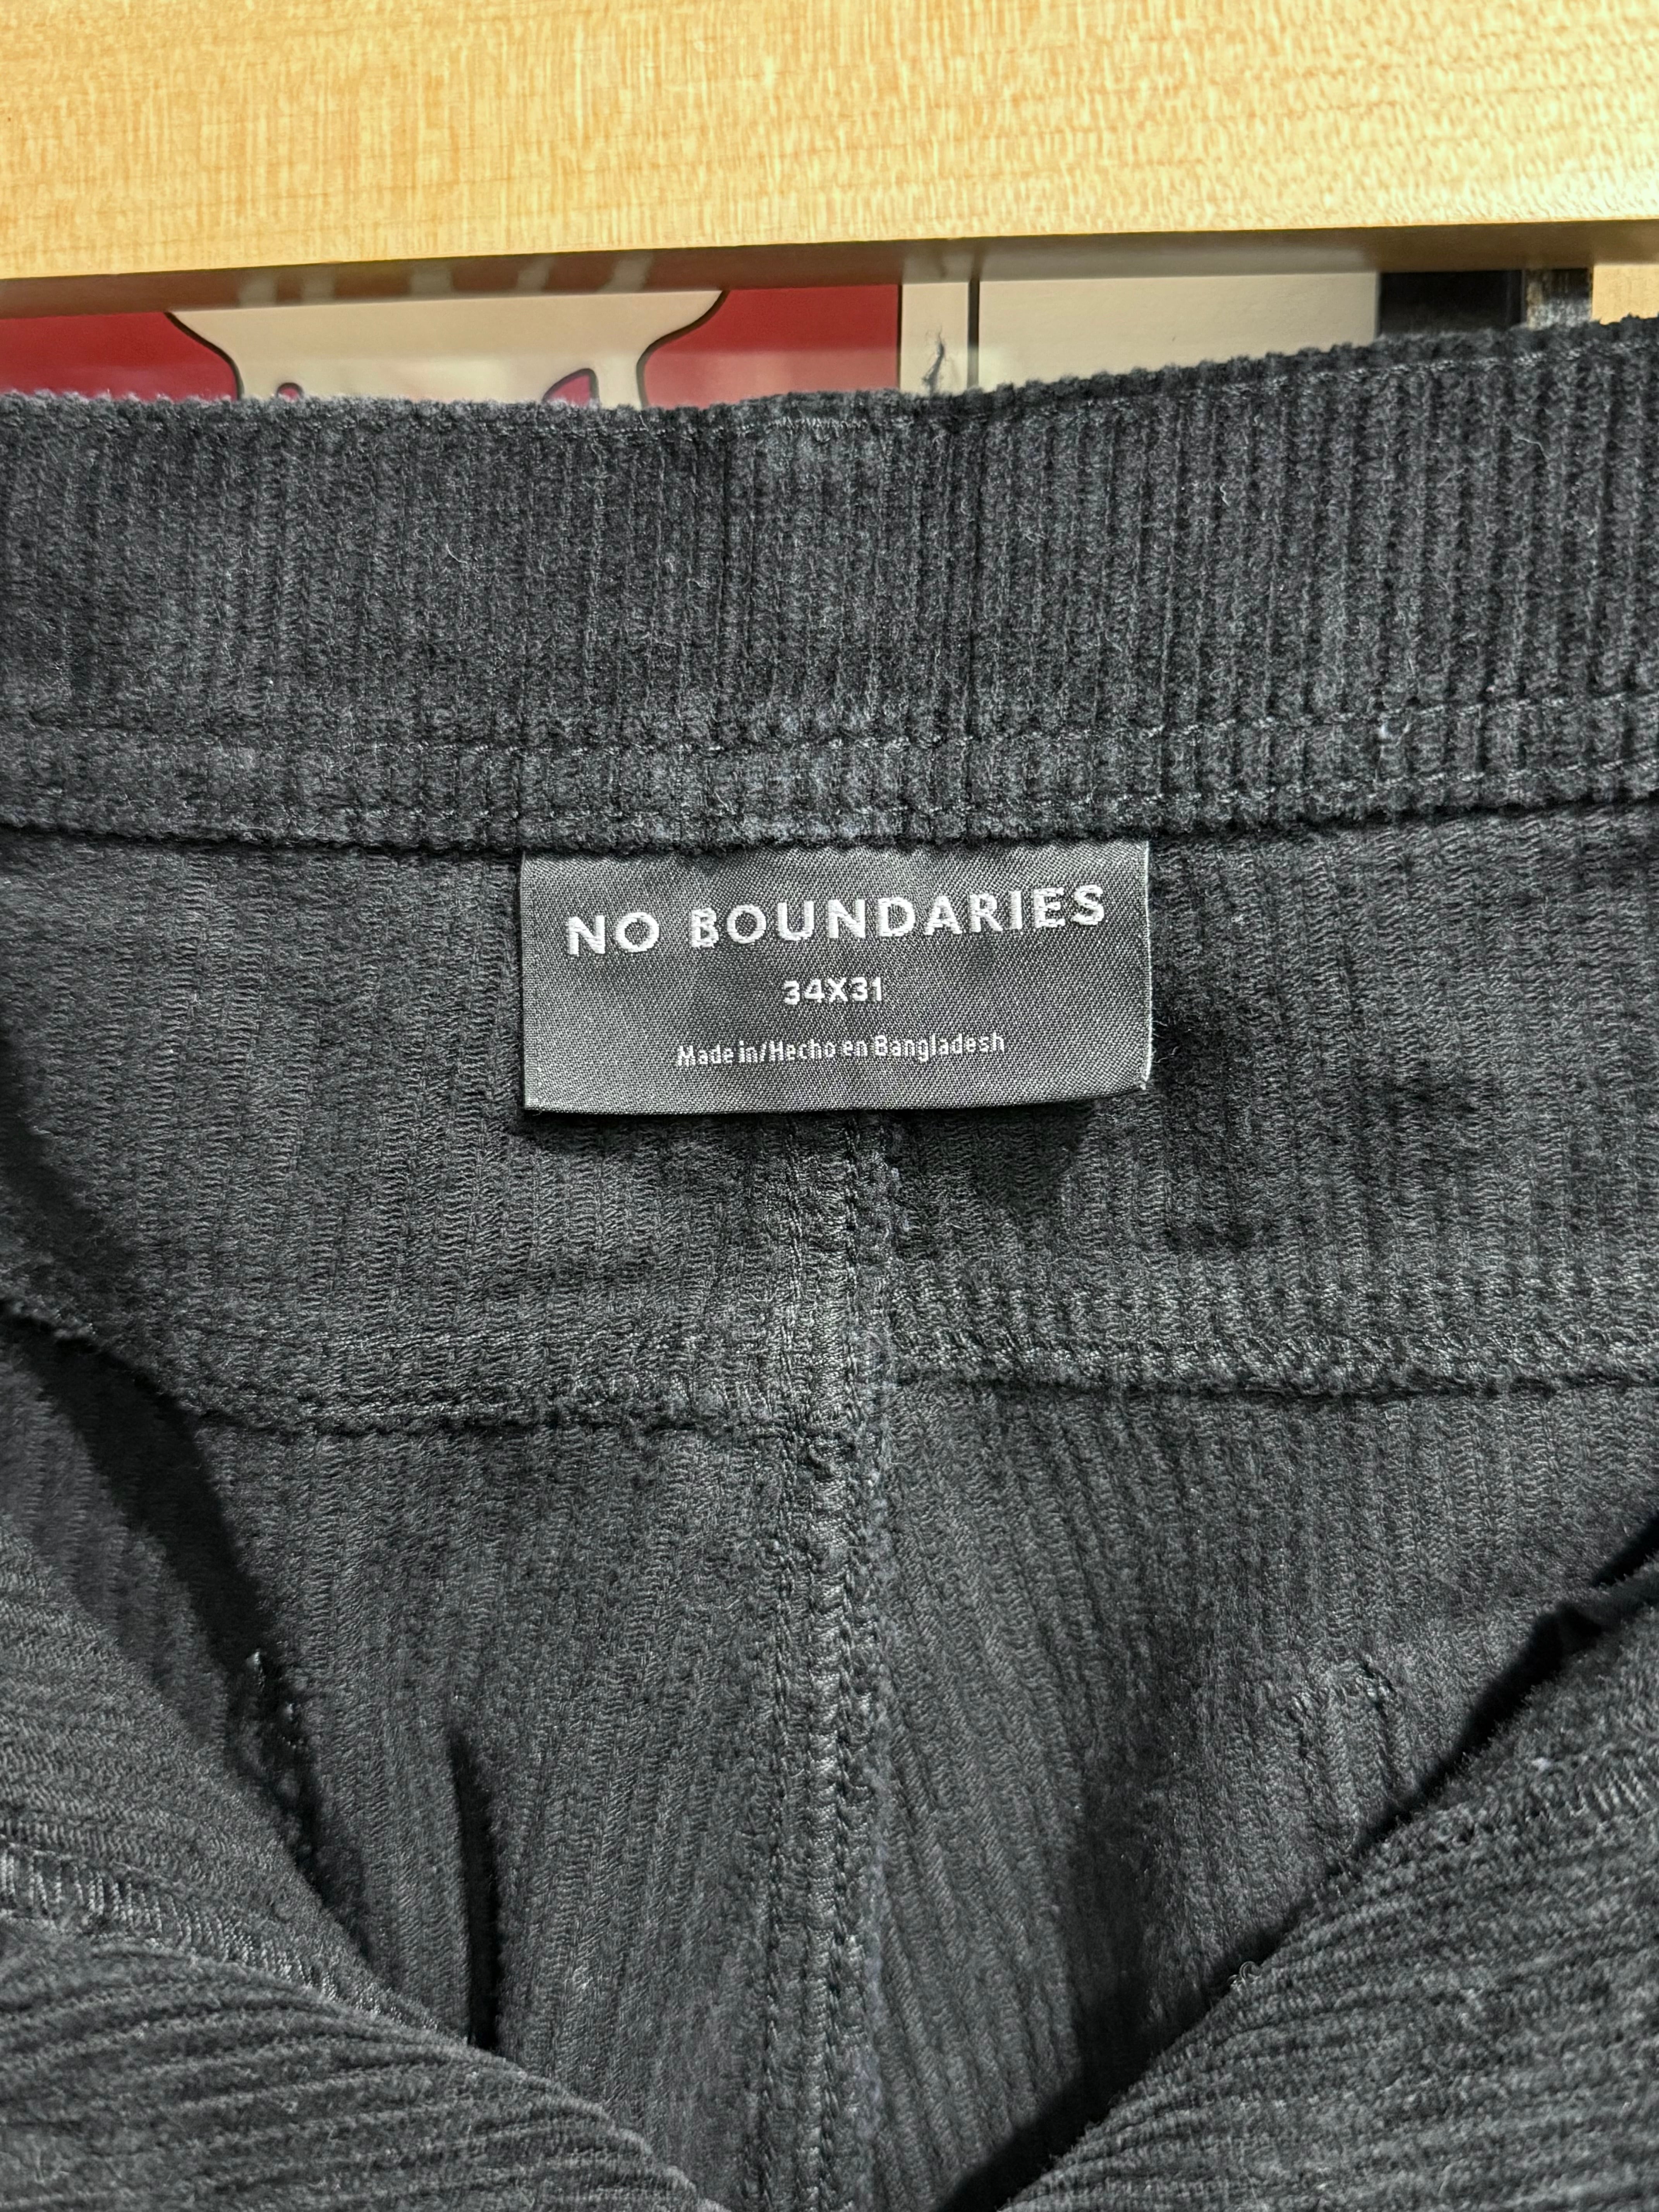 NO BOUNDARIES
34X31
Made in/Hecho en Bangladesh